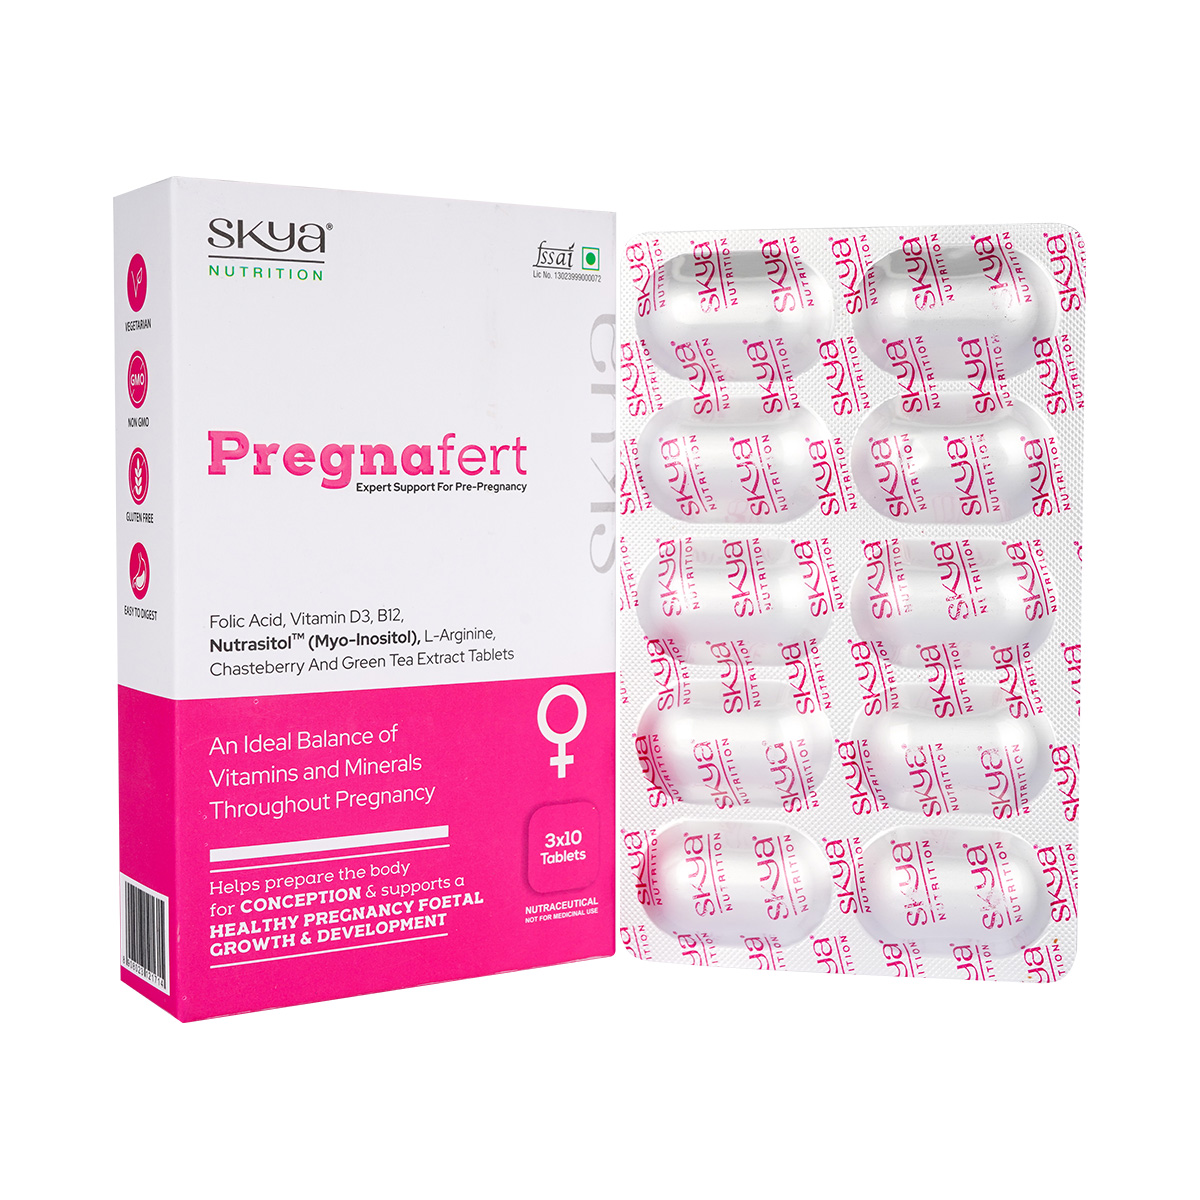 SKya®
NUTRITION
fssai
Lic No. 13023999000072
VEGETARIAN
GMO
NON GMO
GLUTEN FREE
EASY TO DIGEST
skya
Pregnafert
Expert Support For Pre-Pregnancy
Folic Acid, Vitamin D3, B12,
Nutrasitol™ (Myo-Inositol), L-Arginine,
Chasteberry And Green Tea Extract Tablets
An Ideal Balance of
Vitamins and Minerals
Throughout Pregnancy
3x10
Tablets
Helps prepare the body
for CONCEPTION & supports a
HEALTHY PREGNANCY FOETAL
GROWTH & DEVELOPMENT
NUTRACEUTICAL
NOT FOR MEDICINAL USE
SKya®
NUTRITION